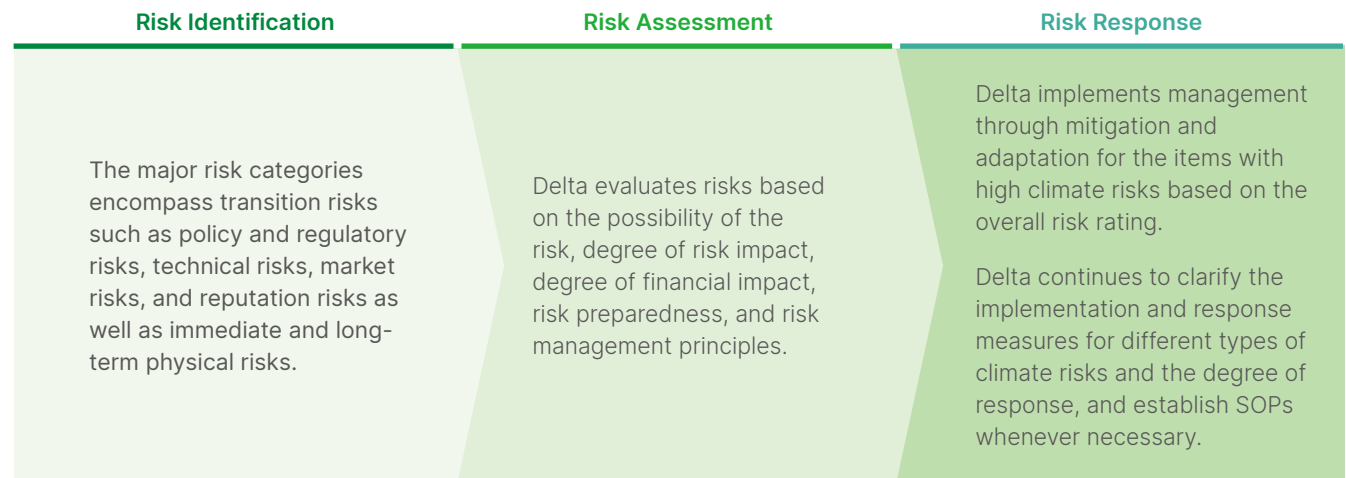 Risk Identification
Risk Assessment
Risk Response
The major risk categories
encompass transition risks
such as policy and regulatory
risks, technical risks, market
risks, and reputation risks as
well as immediate and long-
term physical risks.
Delta evaluates risks based
on the possibility of the
risk, degree of risk impact,
degree of financial impact,
risk preparedness, and risk
management principles.
Delta implements management
through mitigation and
adaptation for the items with
high climate risks based on the
overall risk rating.
Delta continues to clarify the
implementation and response
measures for different types of
climate risks and the degree of
response, and establish SOPs
whenever necessary.